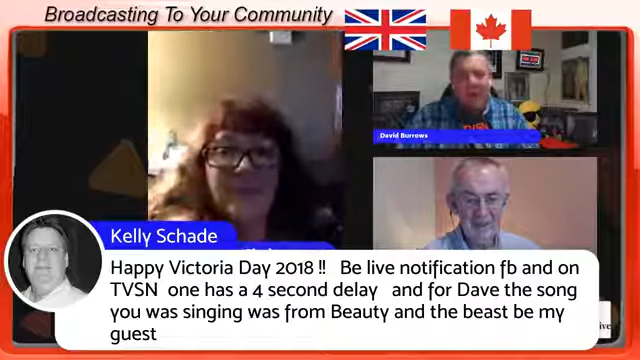 Broadcasting To Your Community
David Burrows
Kelly Schade
Happy Victoria Day 2018 !! Be live notification fb and on
TVSN one has a 4 second delay and for Dave the song
you was singing was from Beauty and the beast be my
guest